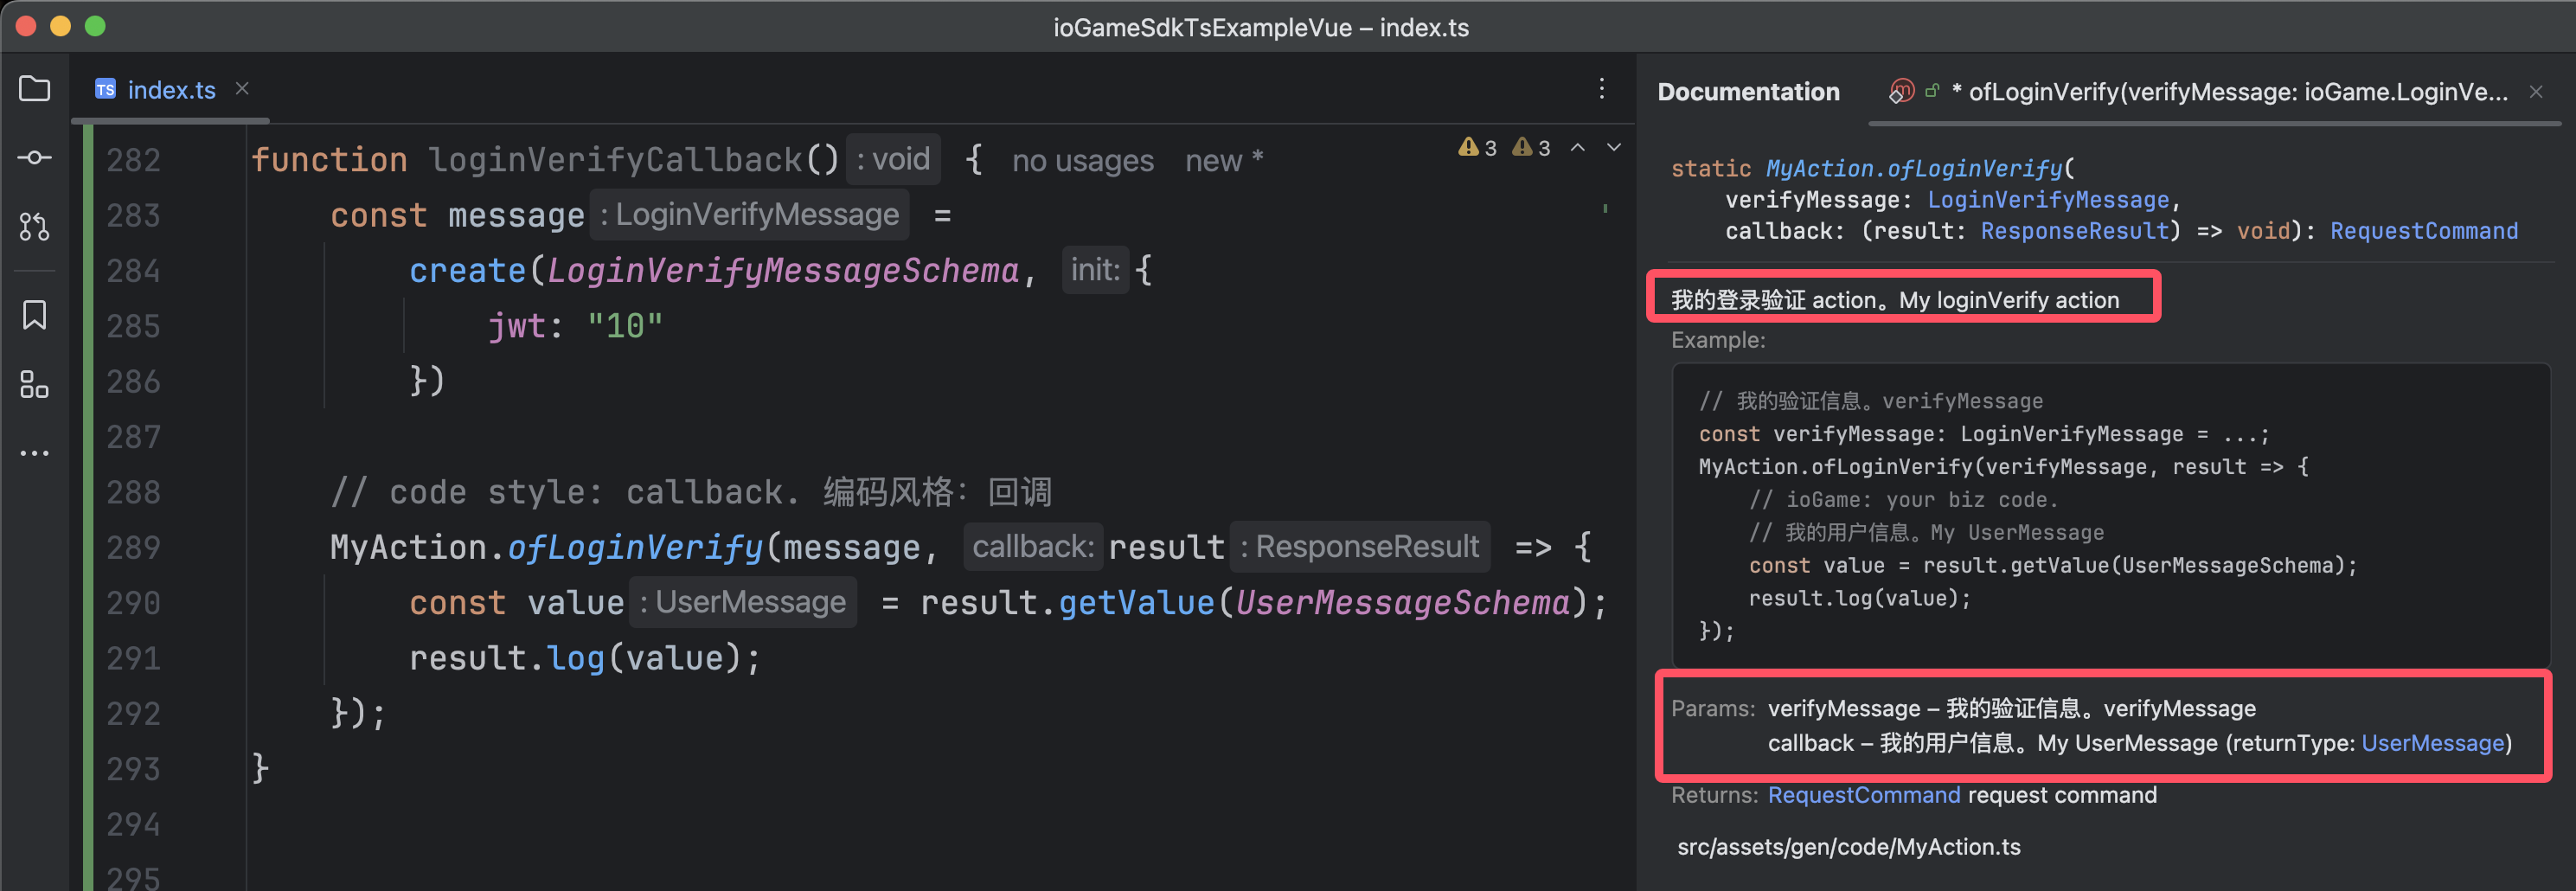 ioGameSdkTsExampleVue – index.ts
TS index.ts
282 function loginVerifyCallback() : void { no usages new *
283 const message : LoginVerifyMessage =
284 create(LoginVerifyMessageSchema, init: {
285 jwt: "10"
286 })
287
288 // code style: callback. 编码风格：回调
289 MyAction.ofLoginVerify(message, callback: result : ResponseResult => {
290 const value : UserMessage = result.getValue(UserMessageSchema);
291 result.log(value);
292 });
293 }
294
295
3 3
Documentation
m * ofLoginVerify(verifyMessage: ioGame.LoginVe...
static MyAction.ofLoginVerify(
verifyMessage: LoginVerifyMessage,
callback: (result: ResponseResult) => void): RequestCommand
我的登录验证 action。My loginVerify action
Example:
// 我的验证信息。verifyMessage
const verifyMessage: LoginVerifyMessage = ...;
MyAction.ofLoginVerify(verifyMessage, result => {
// ioGame: your biz code.
// 我的用户信息。My UserMessage
const value = result.getValue(UserMessageSchema);
result.log(value);
});
Params: verifyMessage – 我的验证信息。verifyMessage
callback – 我的用户信息。My UserMessage (returnType: UserMessage)
Returns: RequestCommand request command
src/assets/gen/code/MyAction.ts